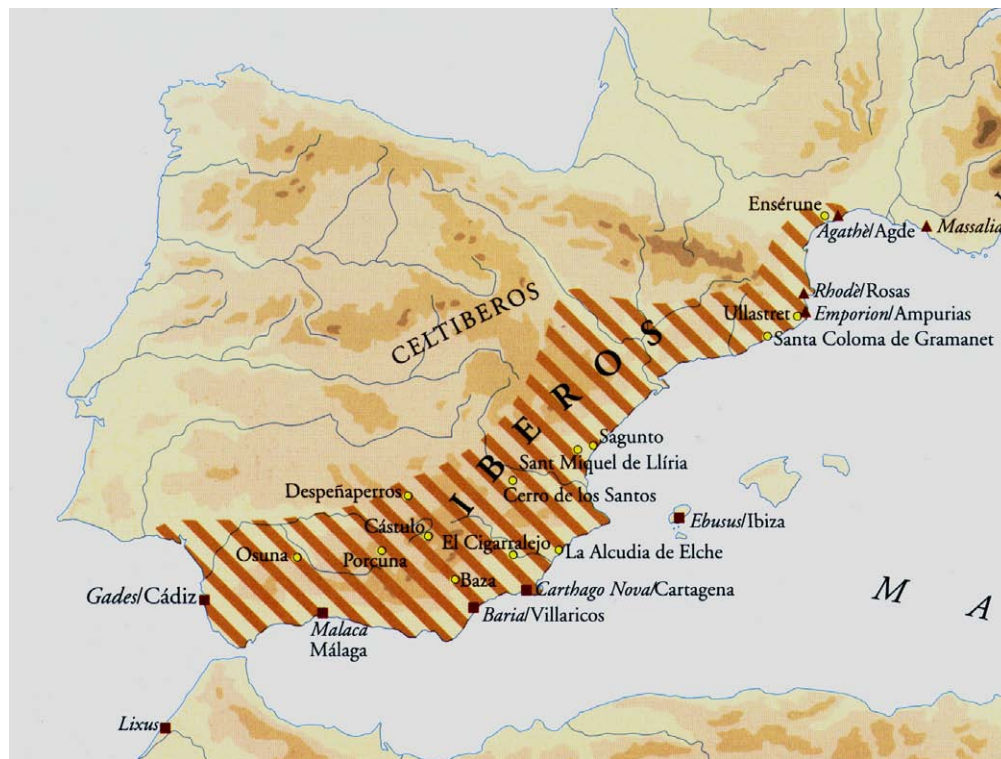 Ensérune
Agathè/Agde
Massalia
Rhodè/Rosas
Ullastret
Emporion/Ampurias
Santa Coloma de Gramanet
CELTIBEROS
IBEROS
Sagunto
Sant Miquel de Llíria
Despeñaperros
Cerro de los Santos
Ebusus/Ibiza
Cástulo
El Cigarralejo
La Alcudia de Elche
Osuna
Porcuna
Baza
Gades/Cádiz
Carthago Nova/Cartagena
M A
Baria/Villaricos
Malaca
Málaga
Lixus